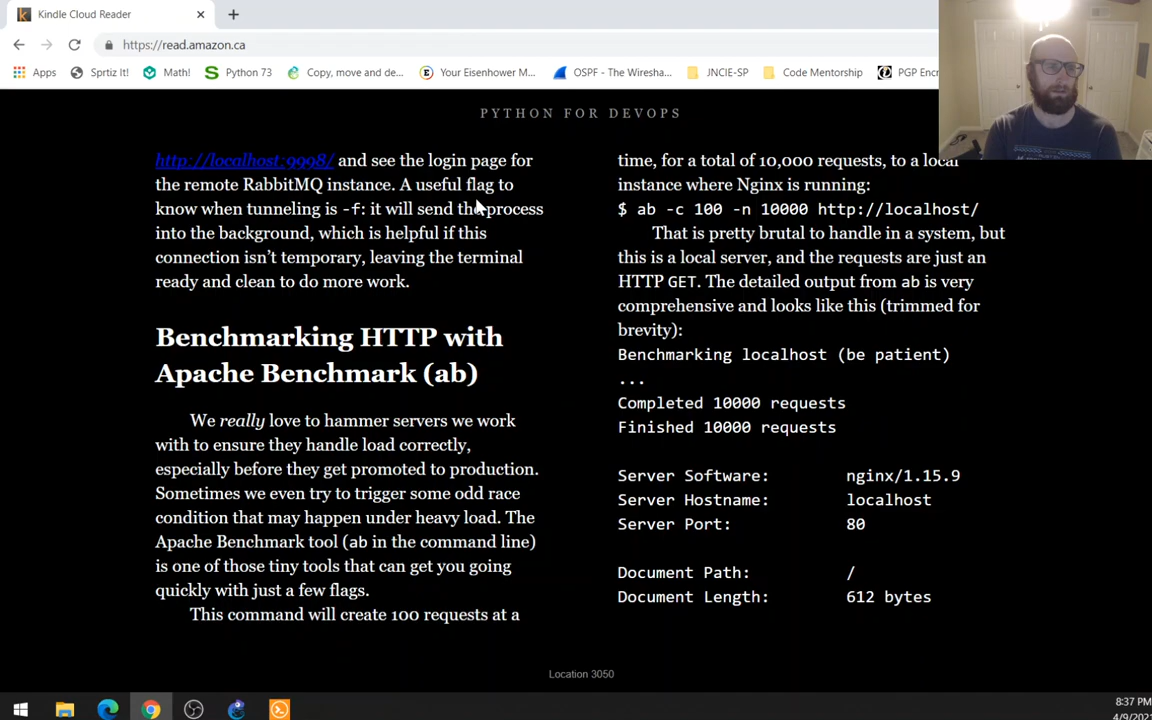 Kindle Cloud Reader
https://read.amazon.ca
Apps
Sprtiz It!
Math!
Python 73
Copy, move and de...
Your Eisenhower M...
OSPF - The Wiresha...
JNCIE-SP
Code Mentorship
PGP Encr
PYTHON FOR DEVOPS
http://localhost:9998/ and see the login page for
the remote RabbitMQ instance. A useful flag to
know when tunneling is -f: it will send the process
into the background, which is helpful if this
connection isn't temporary, leaving the terminal
ready and clean to do more work.
Benchmarking HTTP with
Apache Benchmark (ab)
We really love to hammer servers we work
with to ensure they handle load correctly,
especially before they get promoted to production.
Sometimes we even try to trigger some odd race
condition that may happen under heavy load. The
Apache Benchmark tool (ab in the command line)
is one of those tiny tools that can get you going
quickly with just a few flags.
This command will create 100 requests at a
time, for a total of 10,000 requests, to a local
instance where Nginx is running:
$ ab -c 100 -n 10000 http://localhost/
That is pretty brutal to handle in a system, but
this is a local server, and the requests are just an
HTTP GET. The detailed output from ab is very
comprehensive and looks like this (trimmed for
brevity):
Benchmarking localhost (be patient)
...
Completed 10000 requests
Finished 10000 requests
Server Software: nginx/1.15.9
Server Hostname: localhost
Server Port: 80
Document Path: /
Document Length: 612 bytes
Location 3050
8:37 PM
4/9/202